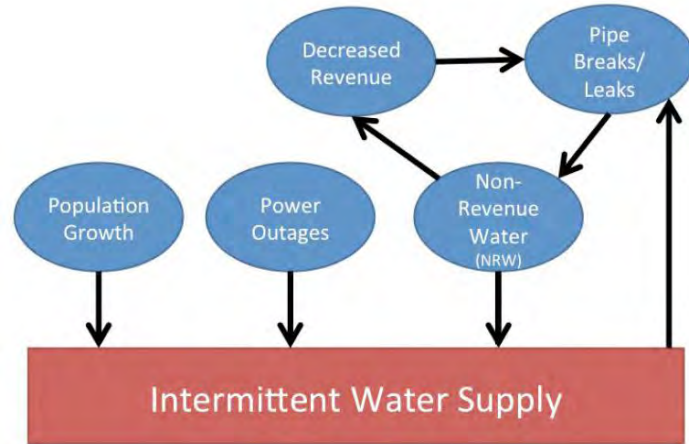 Decreased
Revenue
Pipe
Breaks/
Leaks
Population
Growth
Power
Outages
Non-
Revenue
Water
(NRW)
Intermittent Water Supply